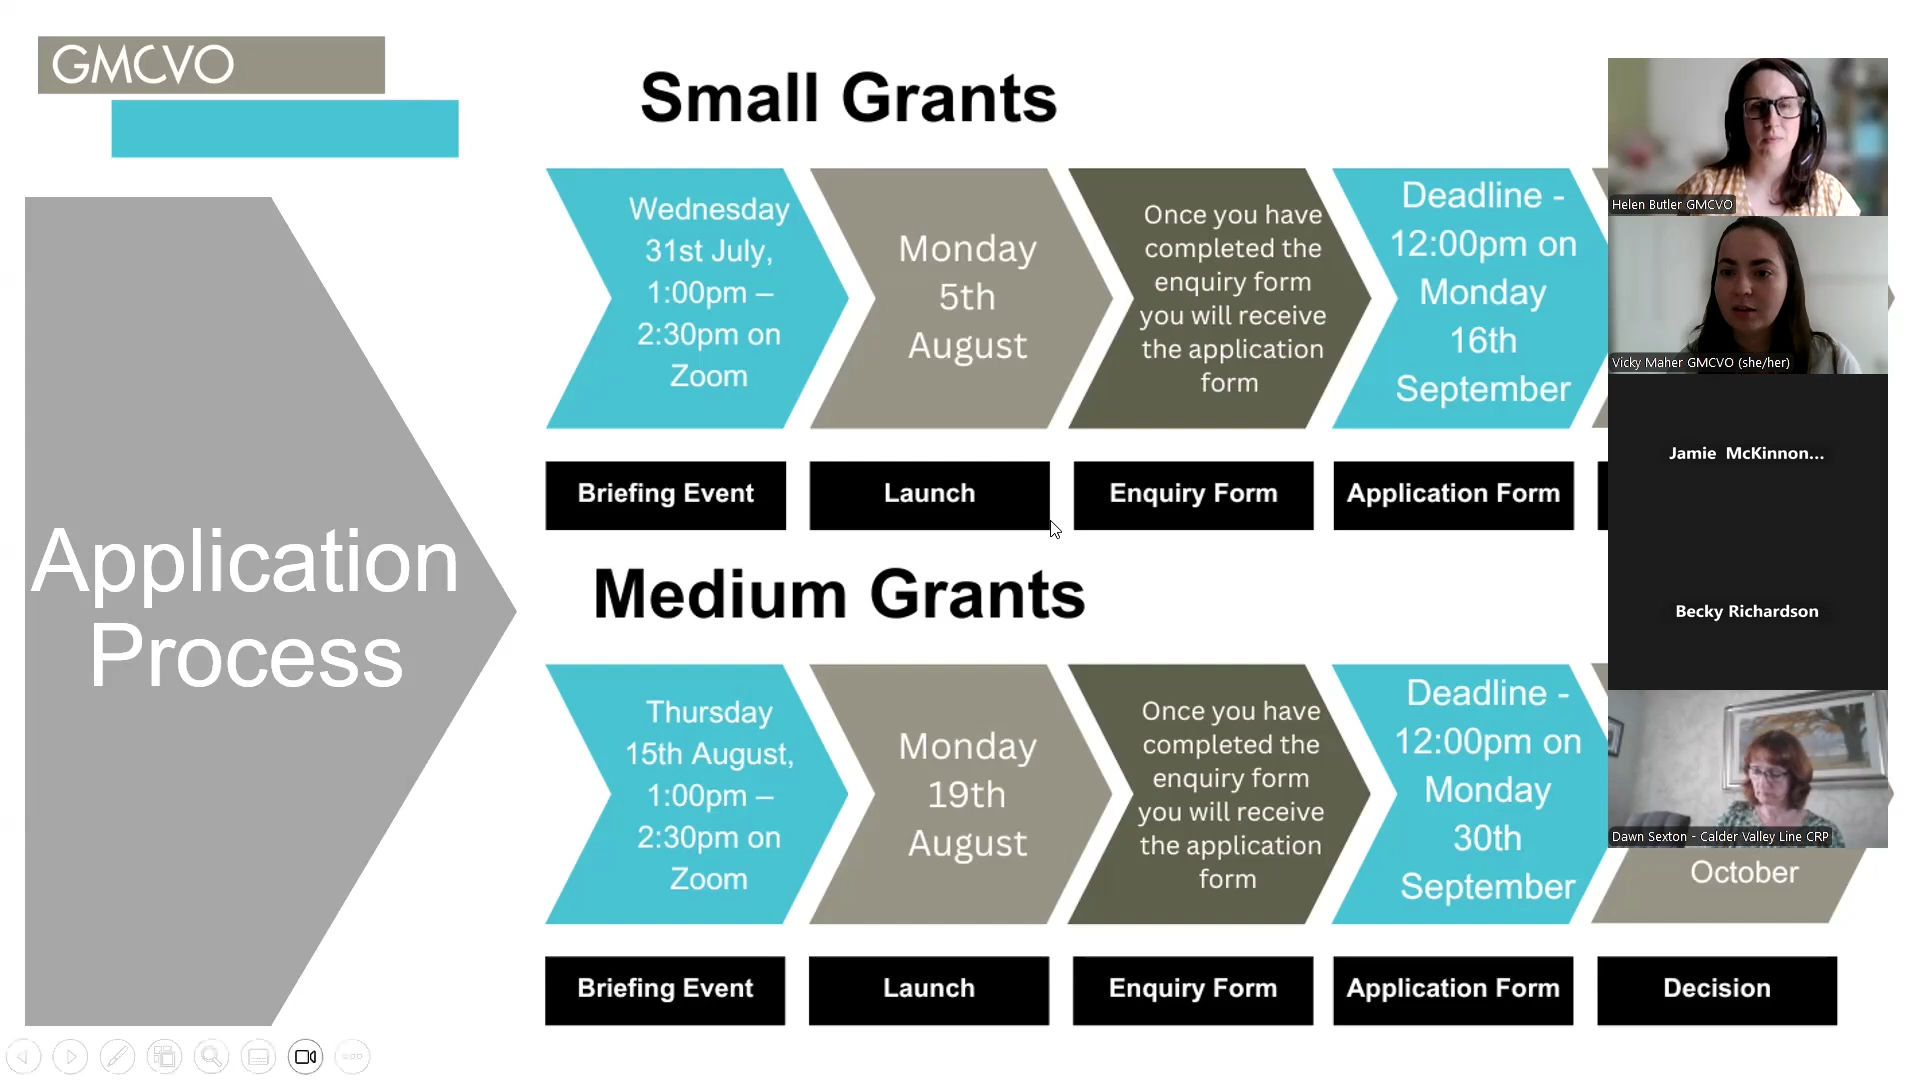 GMCVO
Application
Process
Small Grants
Wednesday
31st July,
1:00pm –
2:30pm on
Zoom
Monday
5th
August
Once you have
completed the
enquiry form
you will receive
the application
form
Deadline -
12:00pm on
Monday
16th
September
Briefing Event
Launch
Enquiry Form
Application Form
Medium Grants
Thursday
15th August,
1:00pm –
2:30pm on
Zoom
Monday
19th
August
Once you have
completed the
enquiry form
you will receive
the application
form
Deadline -
12:00pm on
Monday
30th
September
October
Briefing Event
Launch
Enquiry Form
Application Form
Decision
Helen Butler GMCVO
Vicky Maher GMCVO (she/her)
Jamie McKinnon...
Becky Richardson
Dawn Sexton - Calder Valley Line CRP